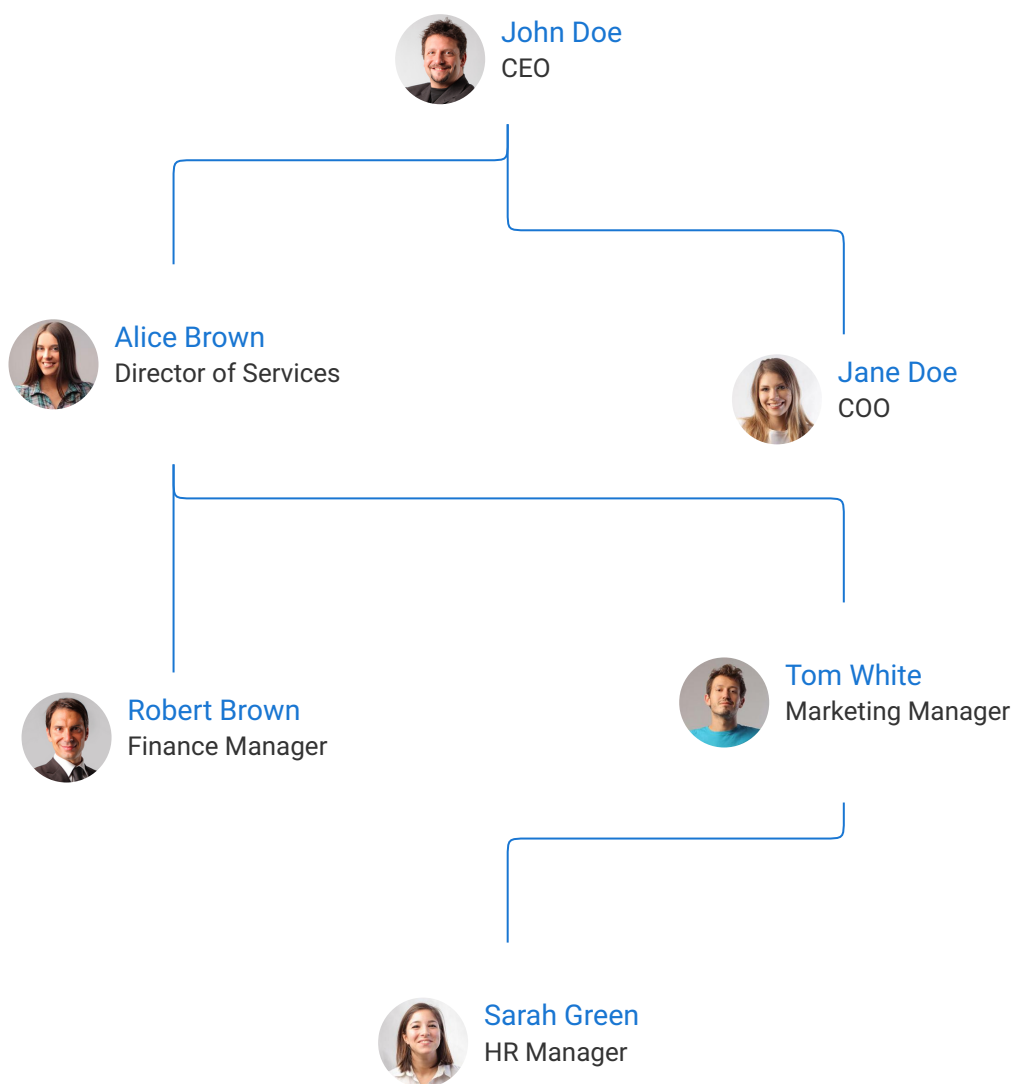 John Doe
CEO
Alice Brown
Director of Services
Jane Doe
COO
Robert Brown
Finance Manager
Tom White
Marketing Manager
Sarah Green
HR Manager